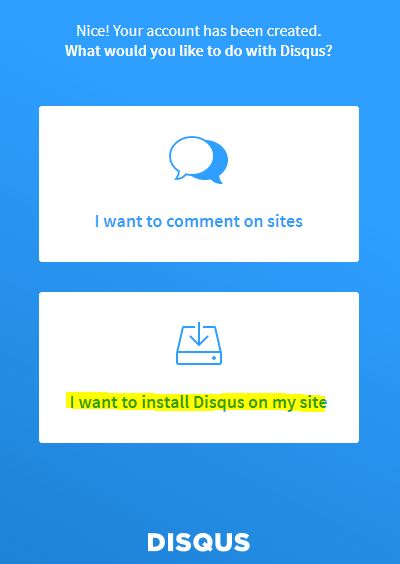 Nice! Your account has been created.
What would you like to do with Disqus?
I want to comment on sites
I want to install Disqus on my site
DISQUS